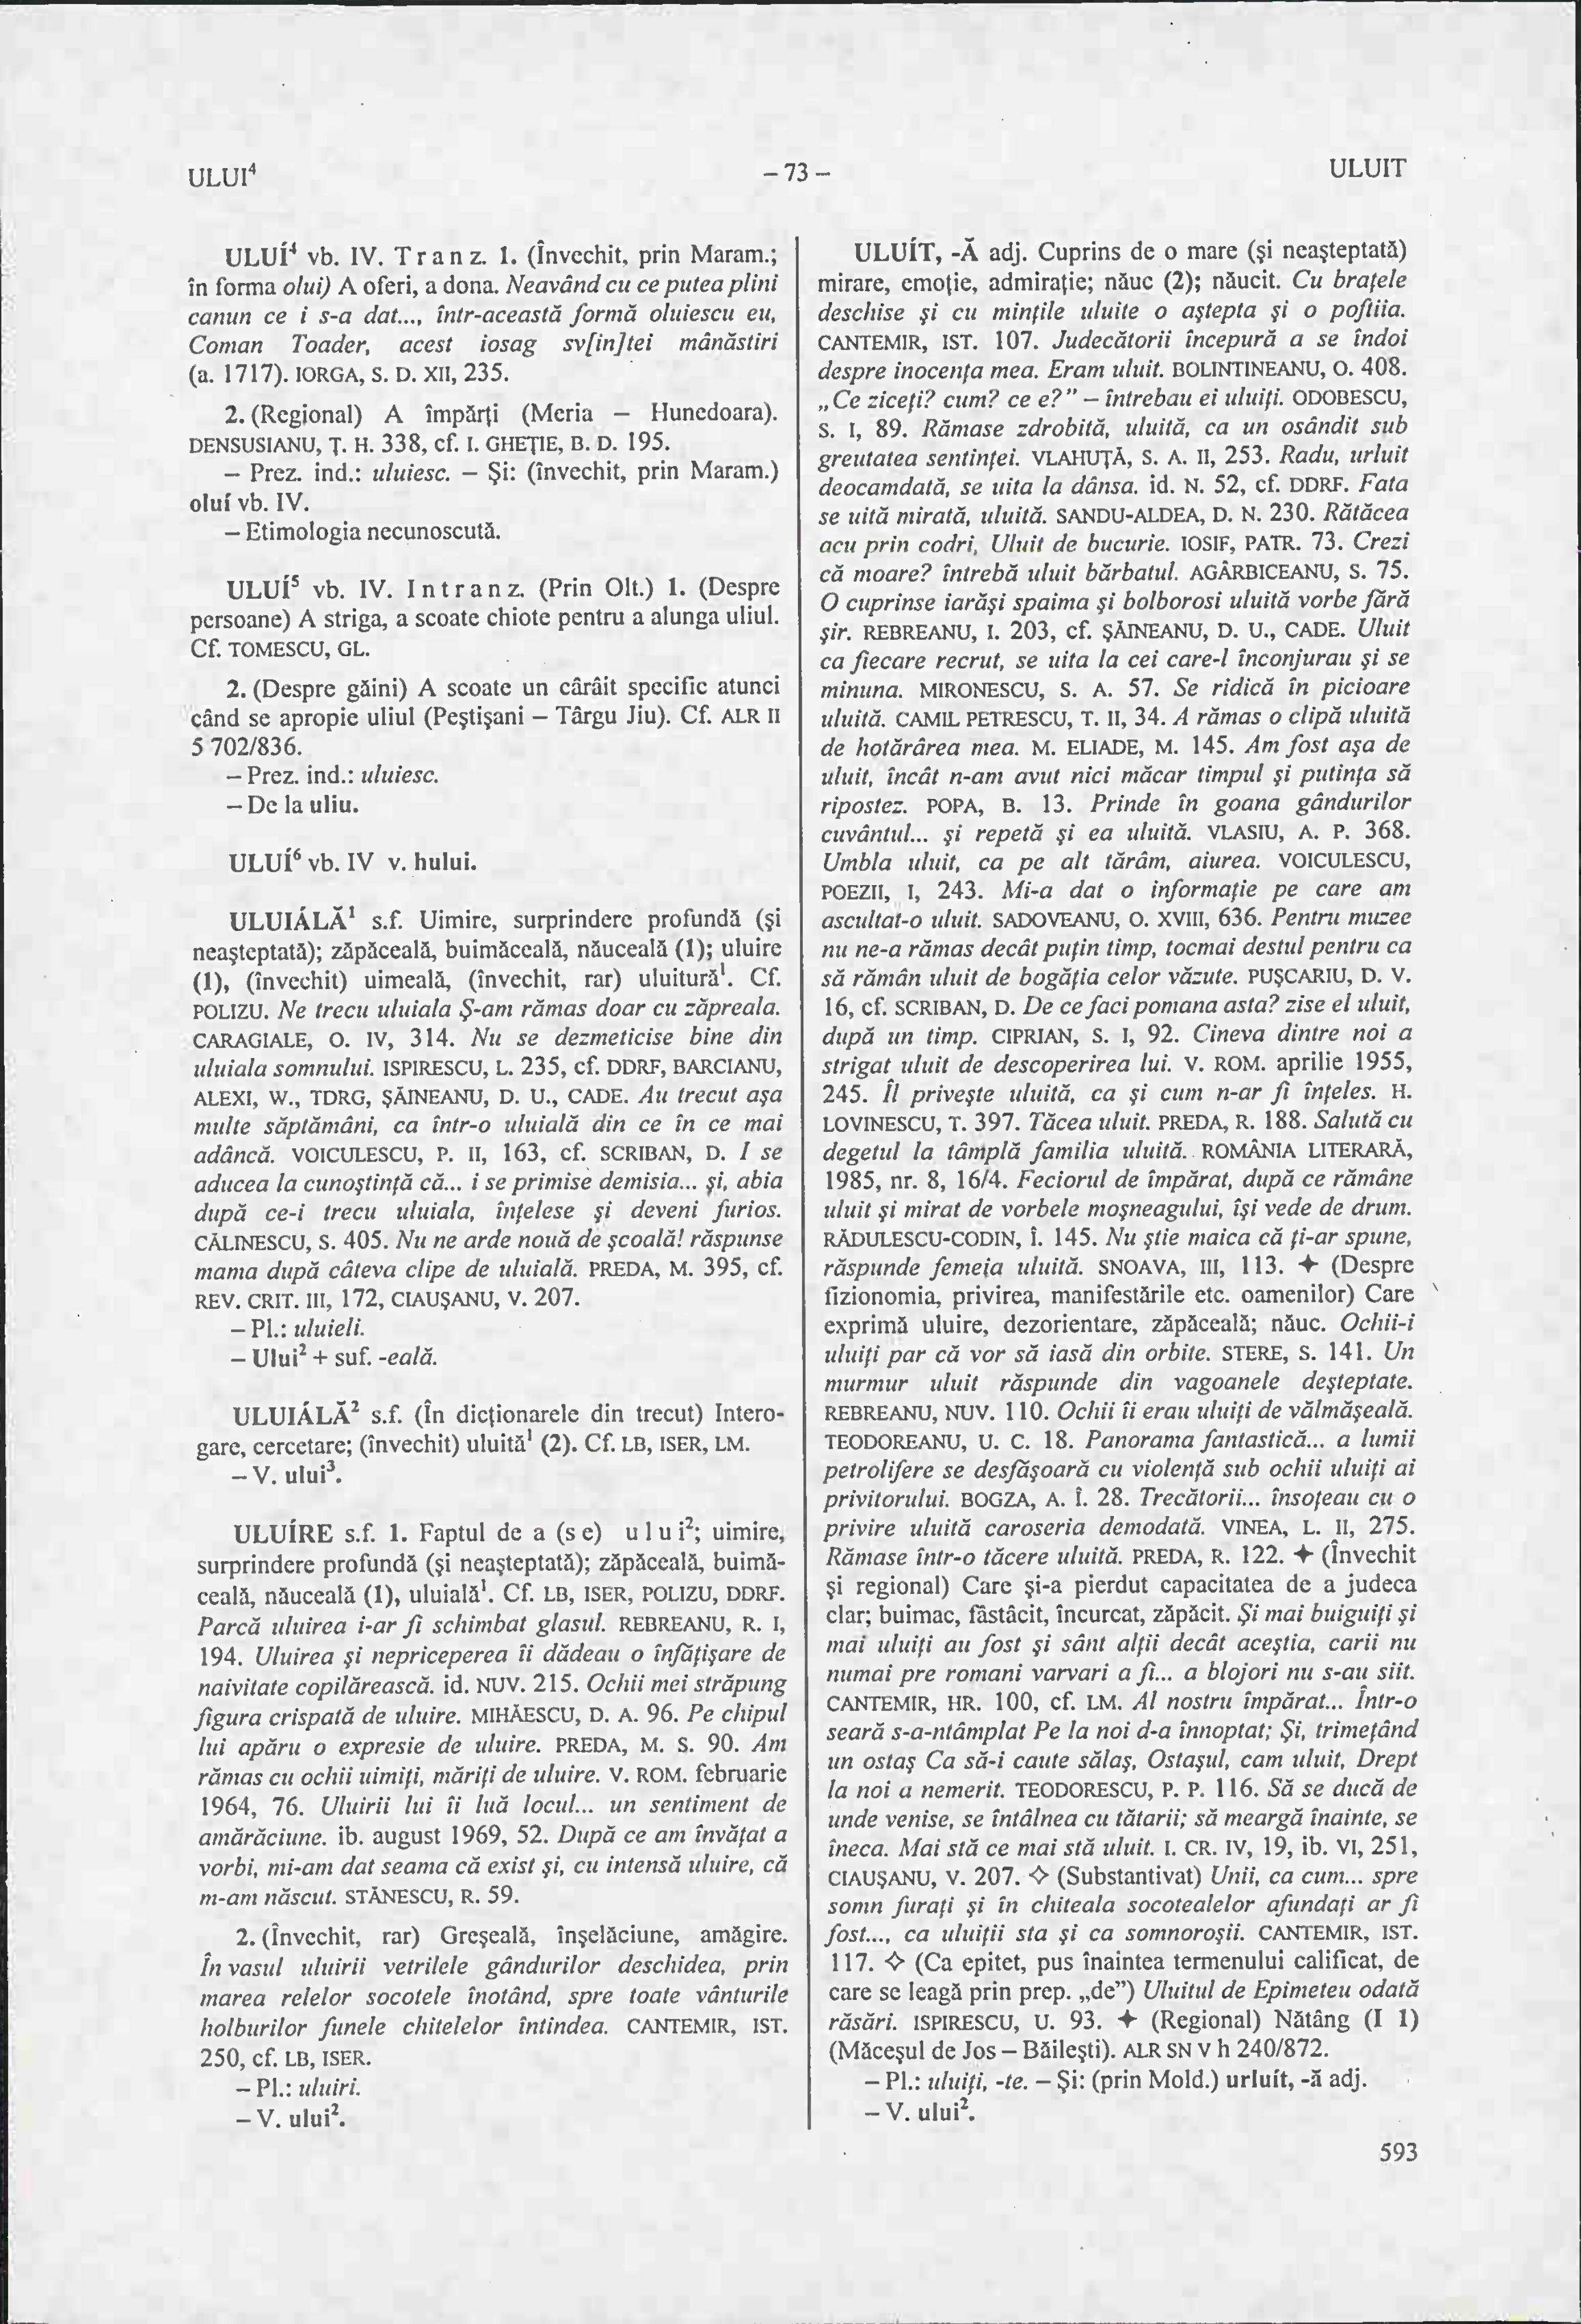 ULUI⁴
– 73 –
ULUIT
ULUÍ⁴ vb. IV. T r a n z. 1. (Învechit, prin Maram.;
în forma olui) A oferi, a dona. Neavând cu ce putea plini
canun ce i s-a dat..., într-această formă oluiescu eu,
Coman Toader, acest iosag sv[in]tei mânăstiri
(a. 1717). IORGA, S. D. XII, 235.
2. (Regional) A împărţi (Meria – Hunedoara).
DENSUSIANU, Ţ. H. 338, cf. I. GHEŢIE, B. D. 195.
– Prez. ind.: uluiesc. – Şi: (învechit, prin Maram.)
oluí vb. IV.
– Etimologia necunoscută.
ULUÍ⁵ vb. IV. I n t r a n z. (Prin Olt.) 1. (Despre
persoane) A striga, a scoate chiote pentru a alunga uliul.
Cf. TOMESCU, GL.
2. (Despre găini) A scoate un cârâit specific atunci
când se apropie uliul (Peştişani – Târgu Jiu). Cf. ALR II
5 702/836.
– Prez. ind.: uluiesc.
– De la uliu.
ULUÍ⁶ vb. IV v. hului.
ULUIÁLĂ¹ s.f. Uimire, surprindere profundă (şi
neaşteptată); zăpăceală, buimăceală, năuceală (1); uluire
(1), (învechit) uimeală, (învechit, rar) uluitură¹. Cf.
POLIZU. Ne trecu uluiala Ş-am rămas doar cu zăpreala.
CARAGIALE, O. IV, 314. Nu se dezmeticise bine din
uluiala somnului. ISPIRESCU, L. 235, cf. DDRF, BARCIANU,
ALEXI, W., TDRG, ŞĂINEANU, D. U., CADE. Au trecut aşa
multe săptămâni, ca într-o uluială din ce în ce mai
adâncă. VOICULESCU, P. II, 163, cf. SCRIBAN, D. I se
aducea la cunoştinţă că... i se primise demisia... şi, abia
după ce-i trecu uluiala, înţelese şi deveni furios.
CĂLINESCU, S. 405. Nu ne arde nouă de şcoală! răspunse
mama după câteva clipe de uluială. PREDA, M. 395, cf.
REV. CRIT. III, 172, CIAUŞANU, V. 207.
– Pl.: uluieli.
– Ului² + suf. -eală.
ULUIÁLĂ² s.f. (În dicţionarele din trecut) Intero-
gare, cercetare; (învechit) uluită¹ (2). Cf. LB, ISER, LM.
– V. ului³.
ULUÍRE s.f. 1. Faptul de a (s e) u l u i²; uimire,
surprindere profundă (şi neaşteptată); zăpăceală, buimă-
ceală, năuceală (1), uluială¹. Cf. LB, ISER, POLIZU, DDRF.
Parcă uluirea i-ar fi schimbat glasul. REBREANU, R. I,
194. Uluirea şi nepriceperea îi dădeau o înfăţişare de
naivitate copilărească. id. NUV. 215. Ochii mei străpung
figura crispată de uluire. MIHĂESCU, D. A. 96. Pe chipul
lui apăru o expresie de uluire. PREDA, M. S. 90. Am
rămas cu ochii uimiţi, măriţi de uluire. V. ROM. februarie
1964, 76. Uluirii lui îi luă locul... un sentiment de
amărăciune. ib. august 1969, 52. După ce am învăţat a
vorbi, mi-am dat seama că exist şi, cu intensă uluire, că
m-am născut. STĂNESCU, R. 59.
2. (Învechit, rar) Greşeală, înşelăciune, amăgire.
În vasul uluirii vetrilele gândurilor deschidea, prin
marea relelor socotele înotând, spre toate vânturile
holburilor funele chitelelor întindea. CANTEMIR, IST.
250, cf. LB, ISER.
– Pl.: uluiri.
– V. ului².
ULUÍT, -Ă adj. Cuprins de o mare (şi neaşteptată)
mirare, emoţie, admiraţie; năuc (2); năucit. Cu braţele
deschise şi cu minţile uluite o aştepta şi o poftiia.
CANTEMIR, IST. 107. Judecătorii începură a se îndoi
despre inocenţa mea. Eram uluit. BOLINTINEANU, O. 408.
„Ce ziceţi? cum? ce e?” – întrebau ei uluiţi. ODOBESCU,
S. I, 89. Rămase zdrobită, uluită, ca un osândit sub
greutatea sentinţei. VLAHUŢĂ, S. A. II, 253. Radu, urluit
deocamdată, se uita la dânsa. id. N. 52, cf. DDRF. Fata
se uită mirată, uluită. SANDU-ALDEA, D. N. 230. Rătăcea
acu prin codri, Uluit de bucurie. IOSIF, PATR. 73. Crezi
că moare? întrebă uluit bărbatul. AGÂRBICEANU, S. 75.
O cuprinse iarăşi spaima şi bolborosi uluită vorbe fără
şir. REBREANU, I. 203, cf. ŞĂINEANU, D. U., CADE. Uluit
ca fiecare recrut, se uita la cei care-l înconjurau şi se
minuna. MIRONESCU, S. A. 57. Se ridică în picioare
uluită. CAMIL PETRESCU, T. II, 34. A rămas o clipă uluită
de hotărârea mea. M. ELIADE, M. 145. Am fost aşa de
uluit, încât n-am avut nici măcar timpul şi putinţa să
ripostez. POPA, B. 13. Prinde în goana gândurilor
cuvântul... şi repetă şi ea uluită. VLASIU, A. P. 368.
Umbla uluit, ca pe alt tărâm, aiurea. VOICULESCU,
POEZII, I, 243. Mi-a dat o informaţie pe care am
ascultat-o uluit. SADOVEANU, O. XVIII, 636. Pentru muzee
nu ne-a rămas decât puţin timp, tocmai destul pentru ca
să rămân uluit de bogăţia celor văzute. PUŞCARIU, D. V.
16, cf. SCRIBAN, D. De ce faci pomana asta? zise el uluit,
după un timp. CIPRIAN, S. I, 92. Cineva dintre noi a
strigat uluit de descoperirea lui. V. ROM. aprilie 1955,
245. Îl priveşte uluită, ca şi cum n-ar fi înţeles. H.
LOVINESCU, T. 397. Tăcea uluit. PREDA, R. 188. Salută cu
degetul la tâmplă familia uluită. ROMÂNIA LITERARĂ,
1985, nr. 8, 16/4. Feciorul de împărat, după ce rămâne
uluit şi mirat de vorbele moşneagului, îşi vede de drum.
RĂDULESCU-CODIN, Î. 145. Nu ştie maica că ţi-ar spune,
răspunde femeia uluită. SNOAVA, III, 113. ✦ (Despre
fizionomia, privirea, manifestările etc. oamenilor) Care
exprimă uluire, dezorientare, zăpăceală; năuc. Ochii-i
uluiţi par că vor să iasă din orbite. STERE, S. 141. Un
murmur uluit răspunde din vagoanele deşteptate.
REBREANU, NUV. 110. Ochii îi erau uluiţi de vălmăşeală.
TEODOREANU, U. C. 18. Panorama fantastică... a lumii
petrolifere se desfăşoară cu violenţă sub ochii uluiţi ai
privitorului. BOGZA, A. Î. 28. Trecătorii... însoţeau cu o
privire uluită caroseria demodată. VINEA, L. II, 275.
Rămase într-o tăcere uluită. PREDA, R. 122. ✦ (Învechit
şi regional) Care şi-a pierdut capacitatea de a judeca
clar; buimac, fâstâcit, încurcat, zăpăcit. Şi mai buiguiţi şi
mai uluiţi au fost şi sânt alţii decât aceştia, carii nu
numai pre romani varvari a fi... a blojori nu s-au siit.
CANTEMIR, HR. 100, cf. LM. Al nostru împărat... Într-o
seară s-a-ntâmplat Pe la noi d-a înnoptat; Şi, trimeţând
un ostaş Ca să-i caute sălaş, Ostaşul, cam uluit, Drept
la noi a nemerit. TEODORESCU, P. P. 116. Să se ducă de
unde venise, se întâlnea cu tătarii; să meargă înainte, se
îneca. Mai stă ce mai stă uluit. I. CR. IV, 19, ib. VI, 251,
CIAUŞANU, V. 207. ◇ (Substantivat) Unii, ca cum... spre
somn furaţi şi în chiteala socotealelor afundaţi ar fi
fost..., ca uluiţii sta şi ca somnoroşii. CANTEMIR, IST.
117. ◇ (Ca epitet, pus înaintea termenului calificat, de
care se leagă prin prep. „de”) Uluitul de Epimeteu odată
răsări. ISPIRESCU, U. 93. ✦ (Regional) Nătâng (I 1)
(Măceşul de Jos – Băileşti). ALR SN V h 240/872.
– Pl.: uluiţi, -te. – Şi: (prin Mold.) urluít, -ă adj.
– V. ului².
593